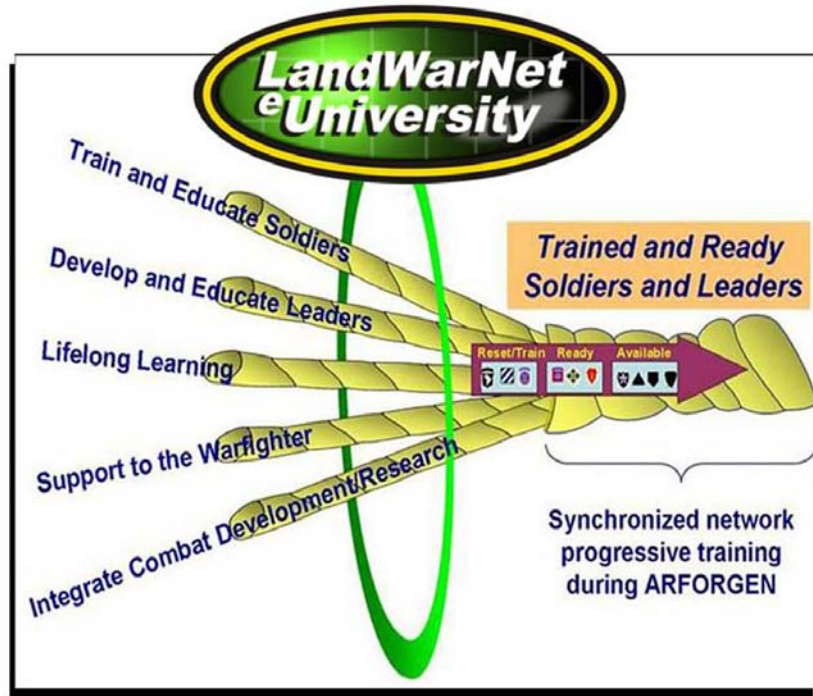 LandWarNet
eUniversity
Train and Educate Soldiers
Develop and Educate Leaders
Lifelong Learning
Support to the Warfighter
Integrate Combat Development/Research
Trained and Ready
Soldiers and Leaders
Reset/Train Ready Available
Synchronized network
progressive training
during ARFORGEN